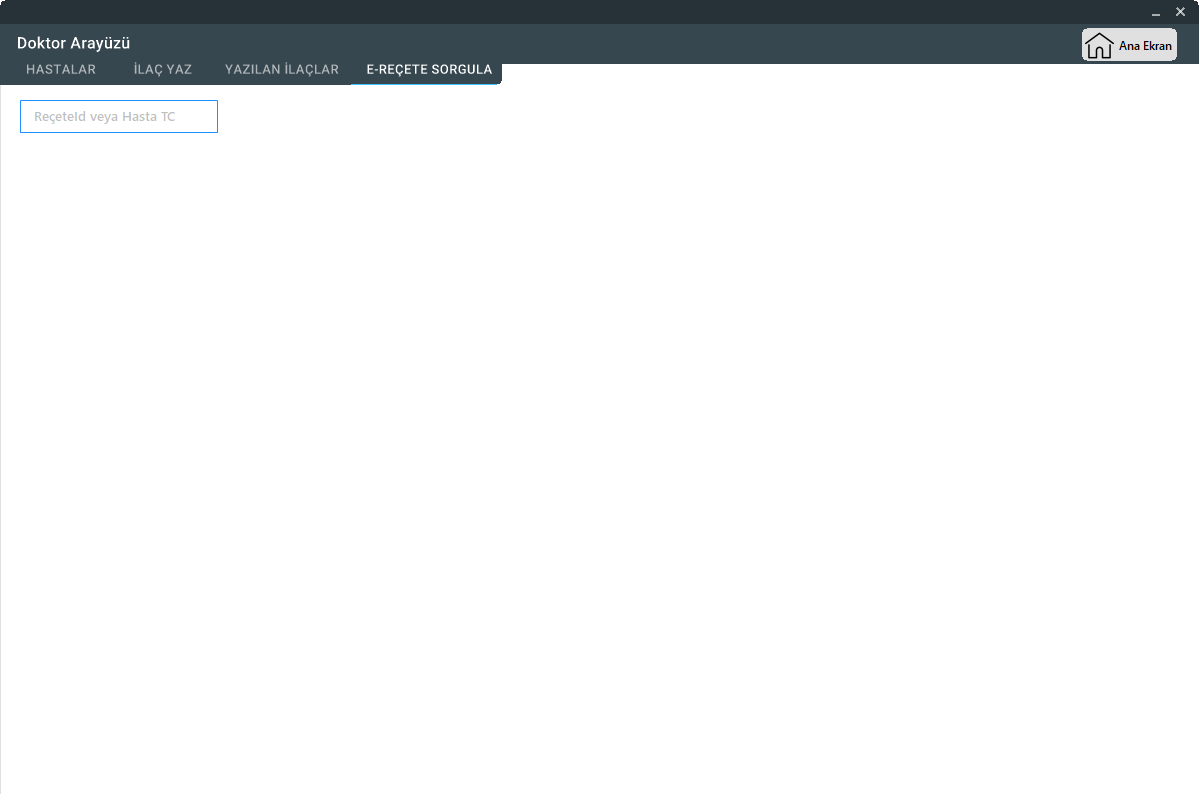 Doktor Arayüzü
Ana Ekran
HASTALAR İLAÇ YAZ YAZILAN İLAÇLAR E-REÇETE SORGULA
ReçeteId veya Hasta TC